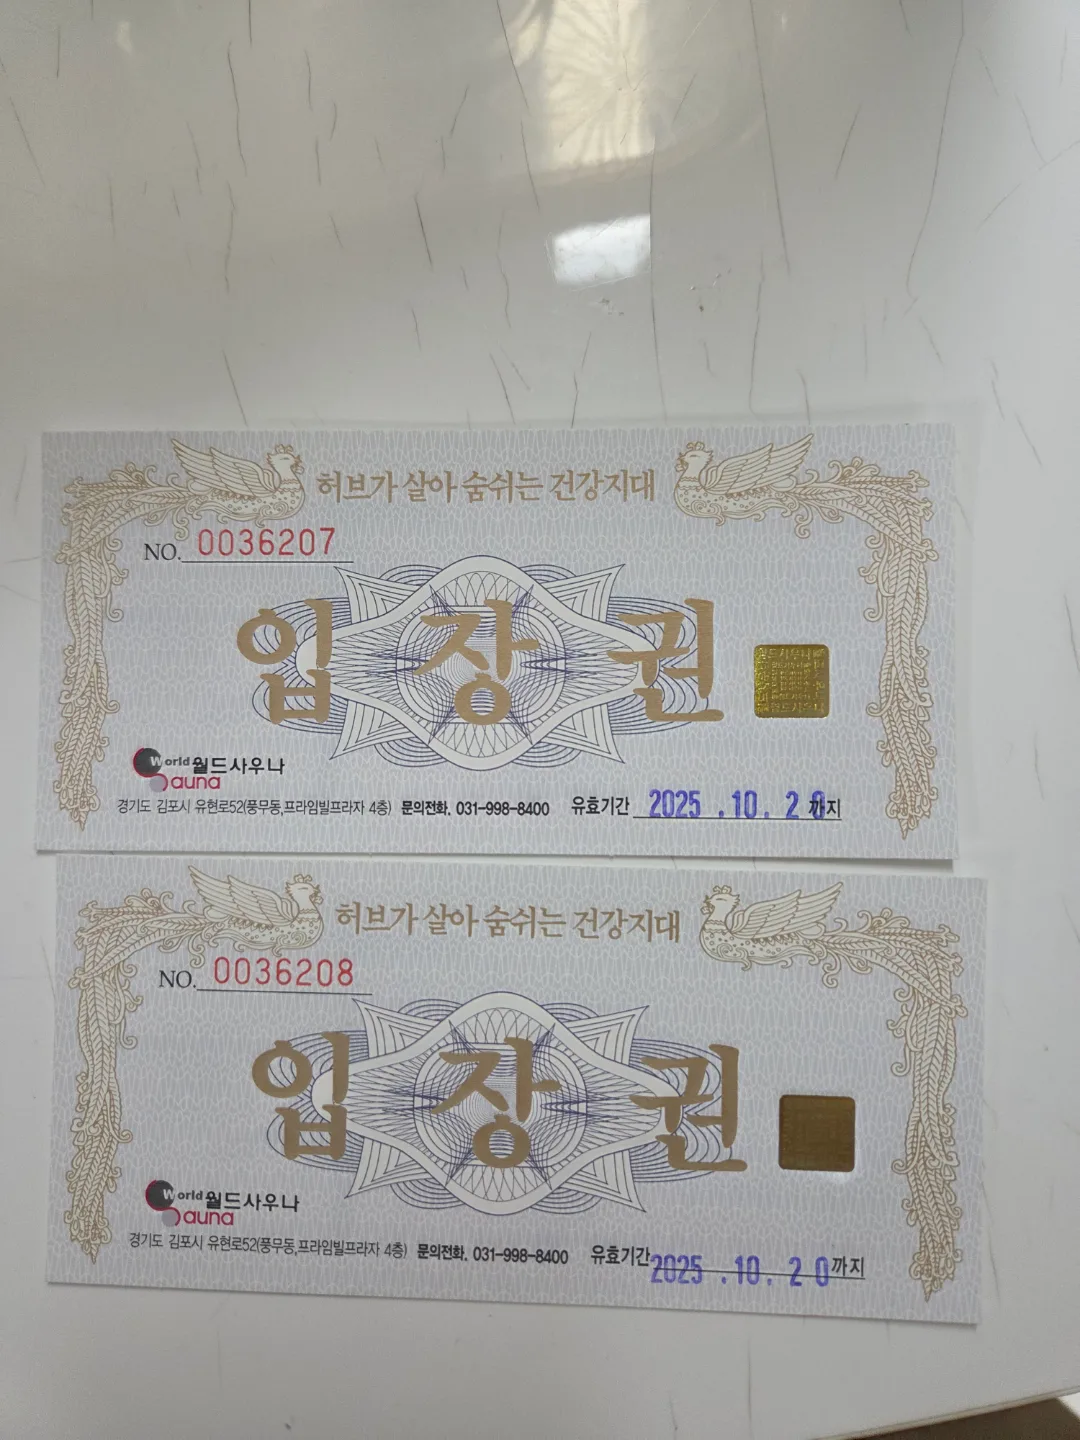 허브가 살아 숨쉬는 건강지대
NO. 0036207
입장권
World 월드사우나
Sauna
경기도 김포시 유현로52(풍무동,프라임빌프라자 4층) 문의전화. 031-998-8400 유효기간 2025 .10. 20까지
허브가 살아 숨쉬는 건강지대
NO. 0036208
입장권
World 월드사우나
Sauna
경기도 김포시 유현로52(풍무동,프라임빌프라자 4층) 문의전화. 031-998-8400 유효기간 2025 .10. 20까지